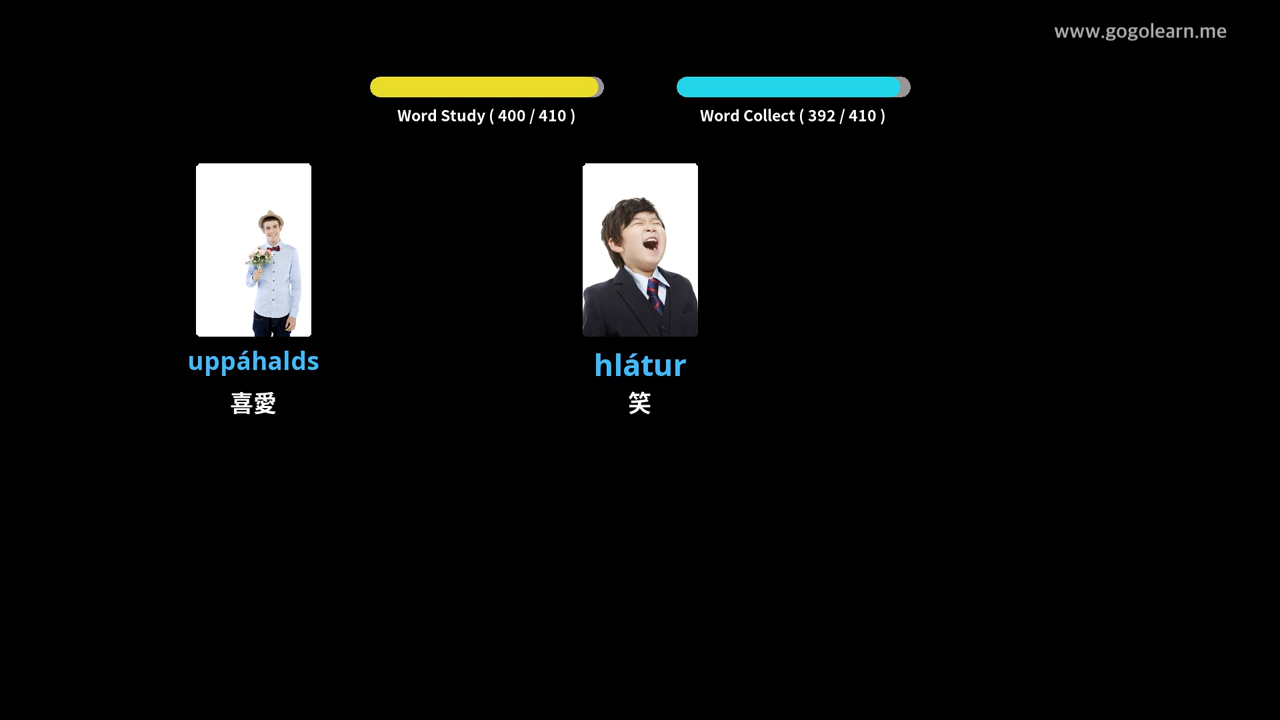 www.gogolearn.me
Word Study ( 400 / 410 )
Word Collect ( 392 / 410 )
uppáhalds
喜愛
hlátur
笑